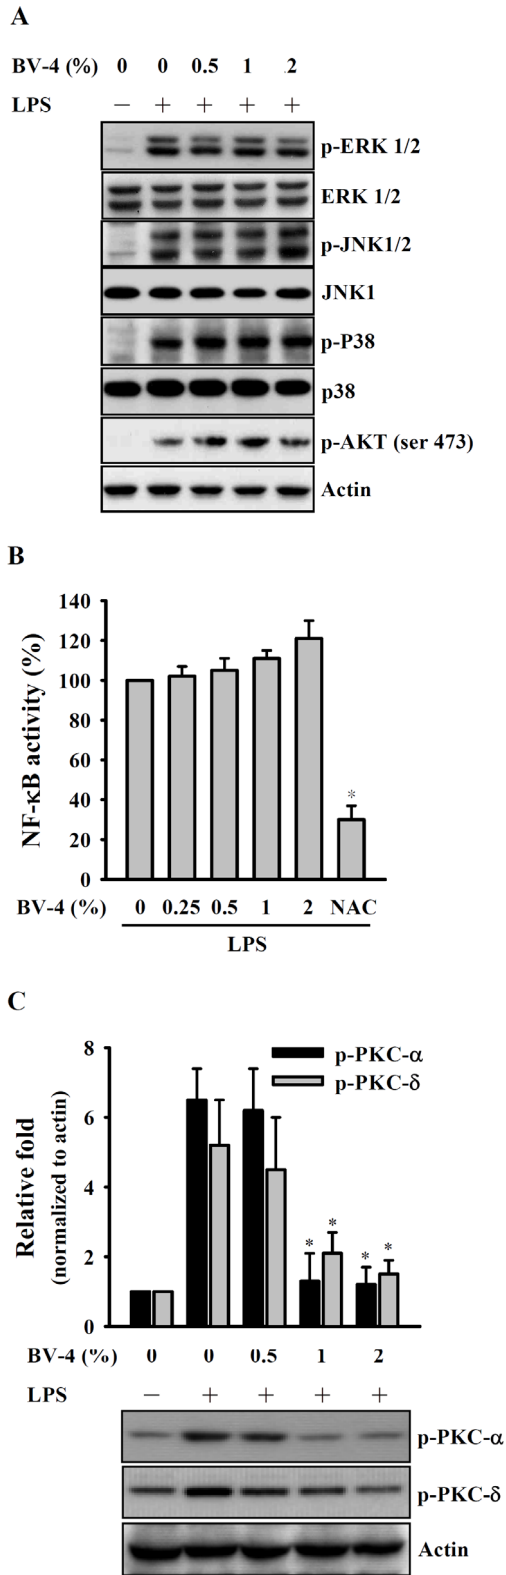 A
BV-4 (%) 0 0 0.5 1 2
LPS − + + + +
p-ERK 1/2
ERK 1/2
p-JNK1/2
JNK1
p-P38
p38
p-AKT (ser 473)
Actin
B
NF-κB activity (%)
140
120
100
80
60
40
20
0
*
BV-4 (%) 0 0.25 0.5 1 2 NAC
LPS
C
Relative fold
(normalized to actin)
8
6
4
2
0
p-PKC-α
p-PKC-δ
* * * *
BV-4 (%) 0 0 0.5 1 2
LPS − + + + +
p-PKC-α
p-PKC-δ
Actin